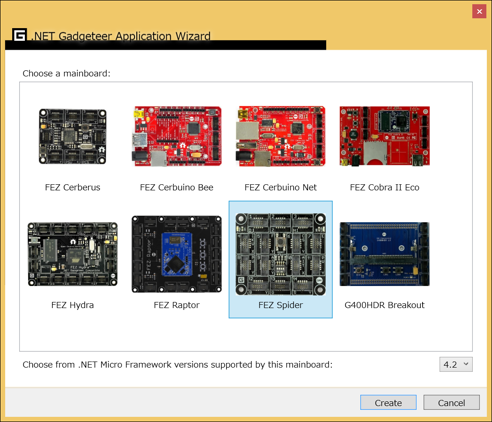 G .NET Gadgeteer Application Wizard
Choose a mainboard:
FEZ Cerberus
FEZ Cerbuino Bee
FEZ Cerbuino Net
FEZ Cobra II Eco
FEZ Hydra
FEZ Raptor
FEZ Spider
G400HDR Breakout
Choose from .NET Micro Framework versions supported by this mainboard:
4.2
Create
Cancel